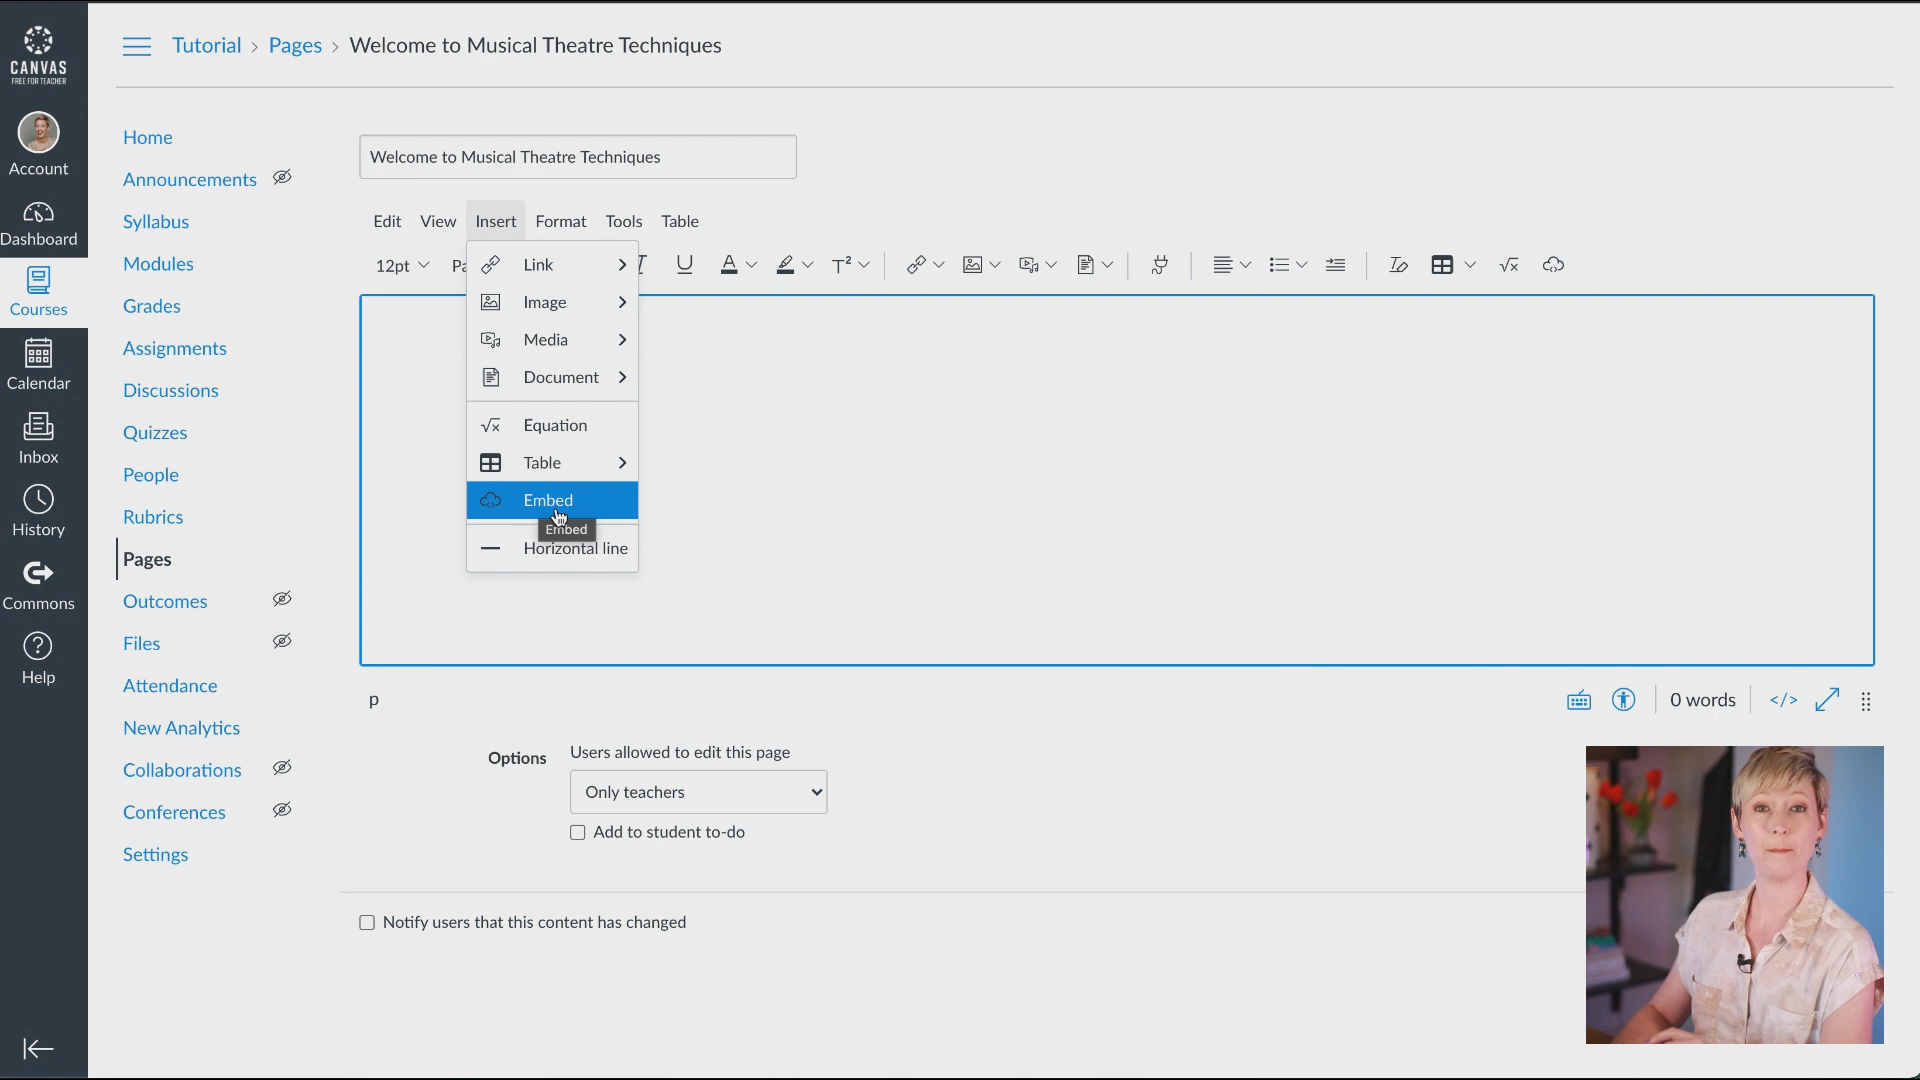 CANVAS
FREE FOR TEACHER
Account
Dashboard
Courses
Calendar
Inbox
History
Commons
Help
Tutorial > Pages > Welcome to Musical Theatre Techniques
Home
Announcements
Syllabus
Modules
Grades
Assignments
Discussions
Quizzes
People
Rubrics
Pages
Outcomes
Files
Attendance
New Analytics
Collaborations
Conferences
Settings
Welcome to Musical Theatre Techniques
Edit View Insert Format Tools Table
12pt Pa I U A T²
Link
Image
Media
Document
Equation
Table
Embed
Embed
Horizontal line
p
0 words </>
Options
Users allowed to edit this page
Only teachers
Add to student to-do
Notify users that this content has changed